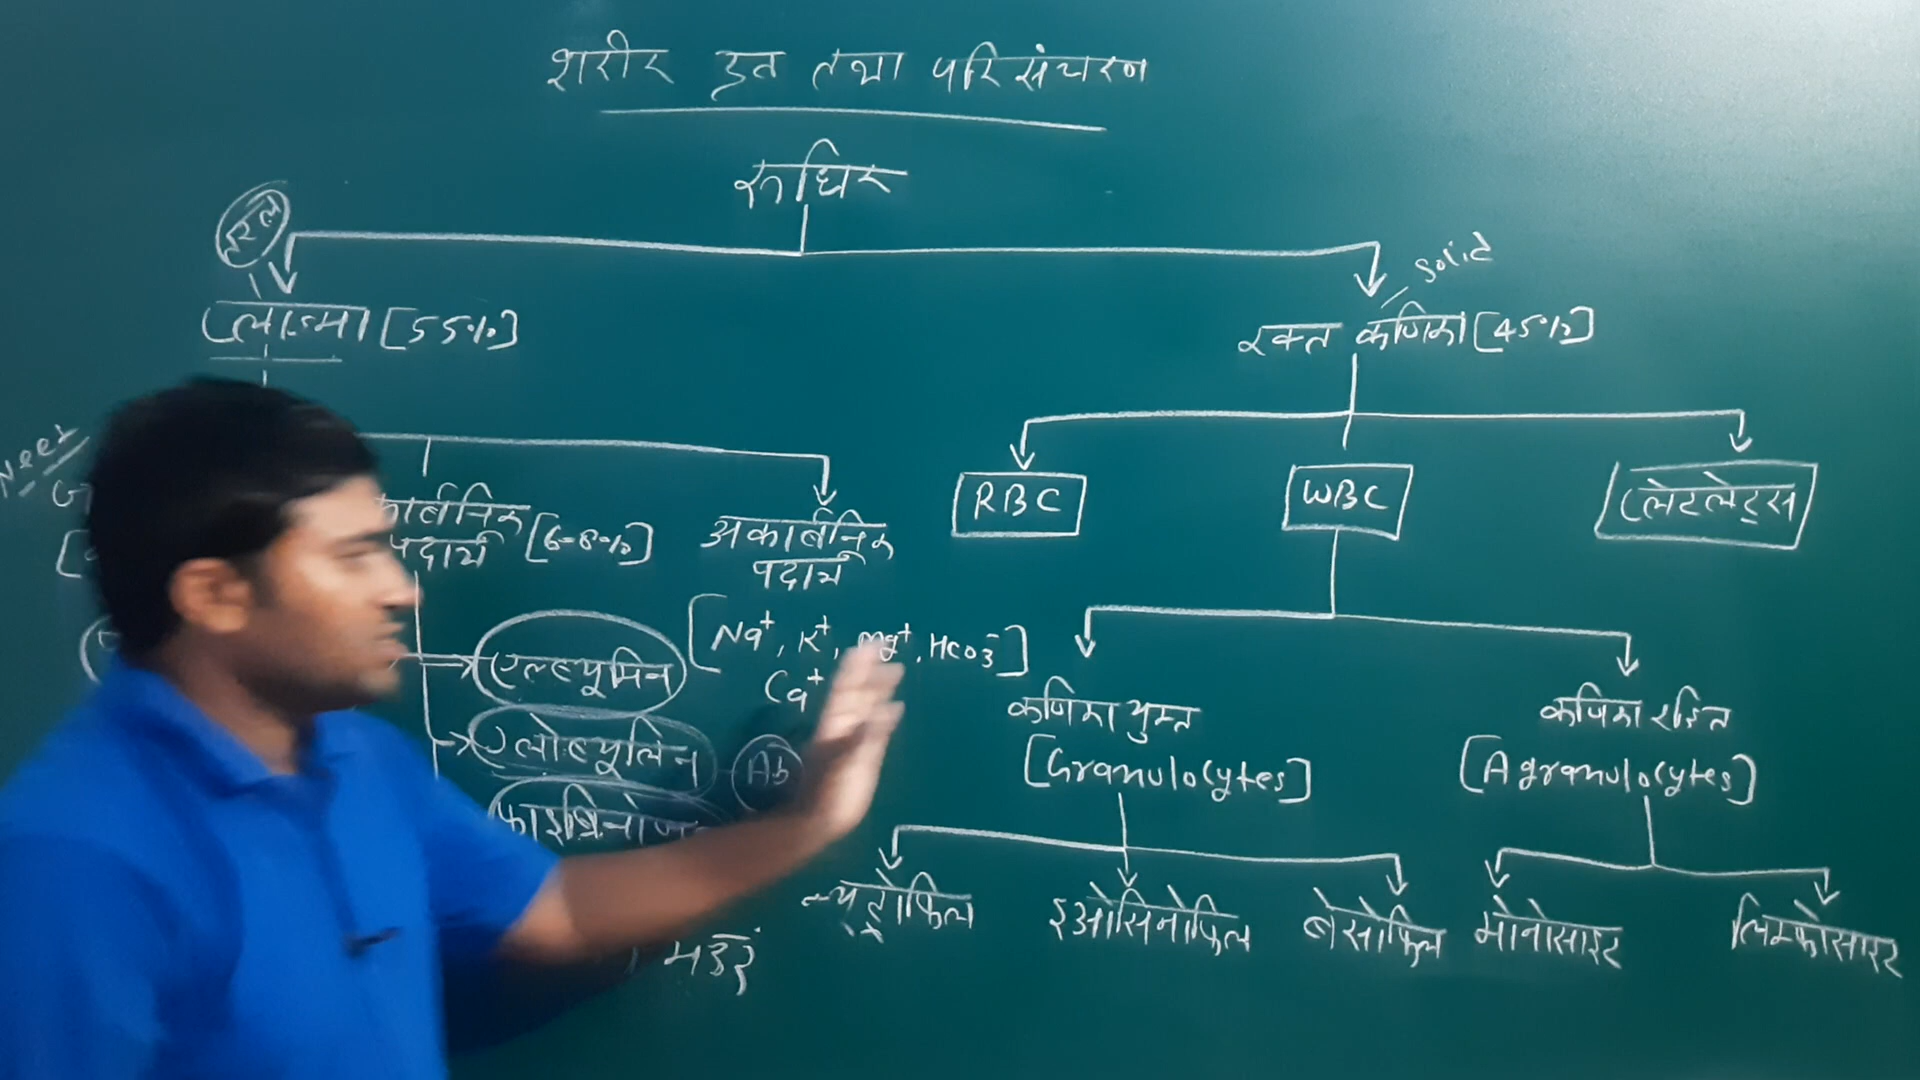 शरीर द्रव तथा परिसंचरण
रुधिर
द्रव
solid
प्लाज्मा [55%]
रक्त कणिका [45%]
Neet
कार्बनिक
पदार्थ [6-8%]
अकार्बनिक
पदार्थ
RBC
WBC
प्लेटलेट्स
[Na⁺, K⁺, Mg⁺, HCO₃⁻]
Ca⁺
एल्ब्यूमिन
ग्लोब्यूलिन
Ab
फाइब्रिनोजन
कणिका युक्त
[Granulocytes]
कणिका रहित
[Agranulocytes]
न्यूट्रोफिल
इओसिनोफिल
बेसोफिल
मोनोसाइट
लिम्फोसाइट